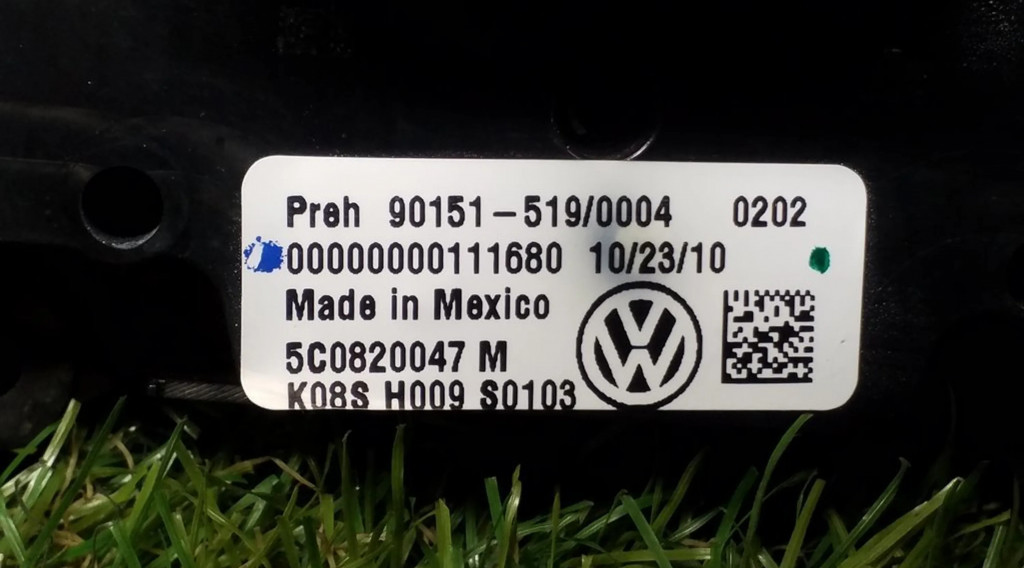 Preh 90151-519/0004 0202
00000000111680 10/23/10
Made in Mexico
5C0820047 M
K08S H009 S0103